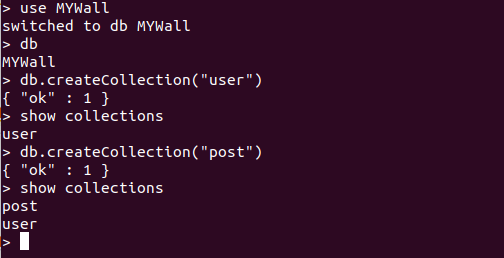 > use MYWall
switched to db MYWall
> db
MYWall
> db.createCollection("user")
{ "ok" : 1 }
> show collections
user
> db.createCollection("post")
{ "ok" : 1 }
> show collections
post
user
>